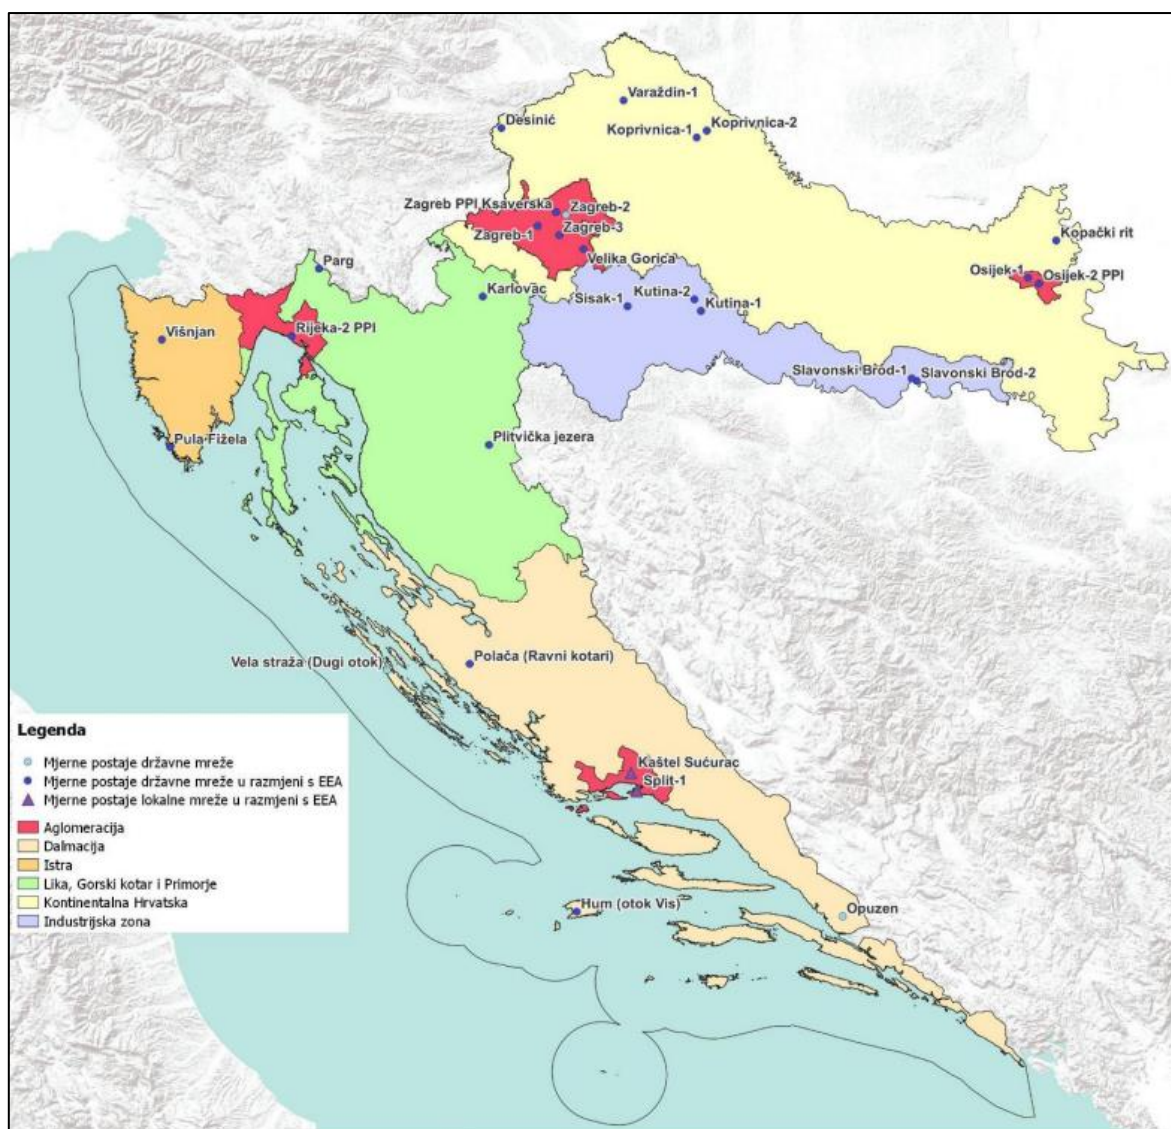 Varaždin-1
Desinić
Koprivnica-1
Koprivnica-2
Zagreb PPI Ksaverska
Zagreb-2
Zagreb-1
Zagreb-3
Velika Gorica
Kopački rit
Osijek-1
Osijek-2 PPI
Parg
Karlovac
Sisak-1
Kutina-2
Kutina-1
Višnjan
Rijeka-2 PPI
Slavonski Brod-1
Slavonski Brod-2
Pula Fižela
Plitvička jezera
Vela straža (Dugi otok)
Polača (Ravni kotari)
Kaštel Sućurac
Split-1
Hum (otok Vis)
Opuzen
Legenda
Mjerne postaje državne mreže
Mjerne postaje državne mreže u razmjeni s EEA
Mjerne postaje lokalne mreže u razmjeni s EEA
Aglomeracija
Dalmacija
Istra
Lika, Gorski kotar i Primorje
Kontinentalna Hrvatska
Industrijska zona